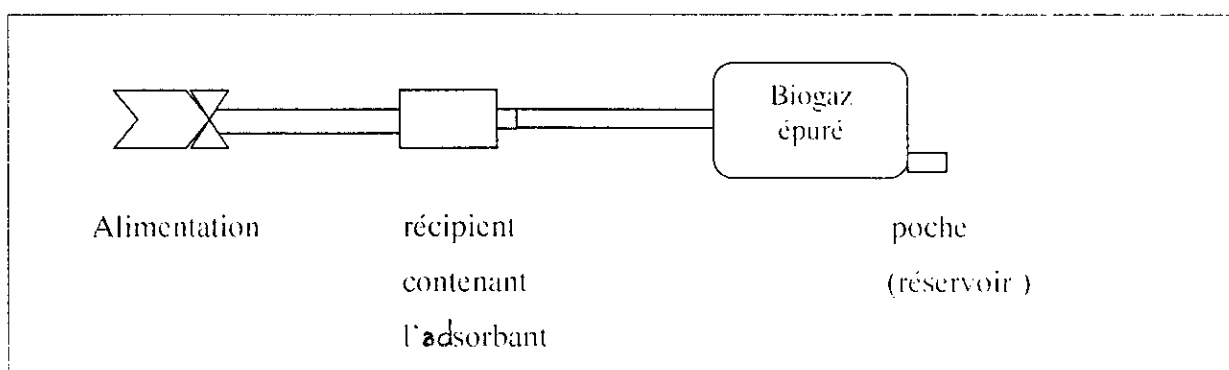 Biogaz
épuré
Alimentation
récipient
contenant
l'adsorbant
poche
(réservoir )